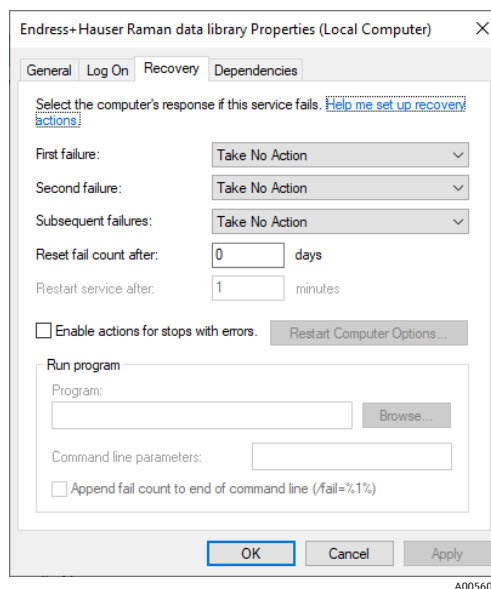 Endress+Hauser Raman data library Properties (Local Computer)
General Log On Recovery Dependencies
Select the computer's response if this service fails. Help me set up recovery
actions.
First failure: Take No Action
Second failure: Take No Action
Subsequent failures: Take No Action
Reset fail count after: 0 days
Restart service after: 1 minutes
Enable actions for stops with errors. Restart Computer Options...
Run program
Program:
Browse...
Command line parameters:
Append fail count to end of command line (/fail=%1%)
OK Cancel Apply
A00560